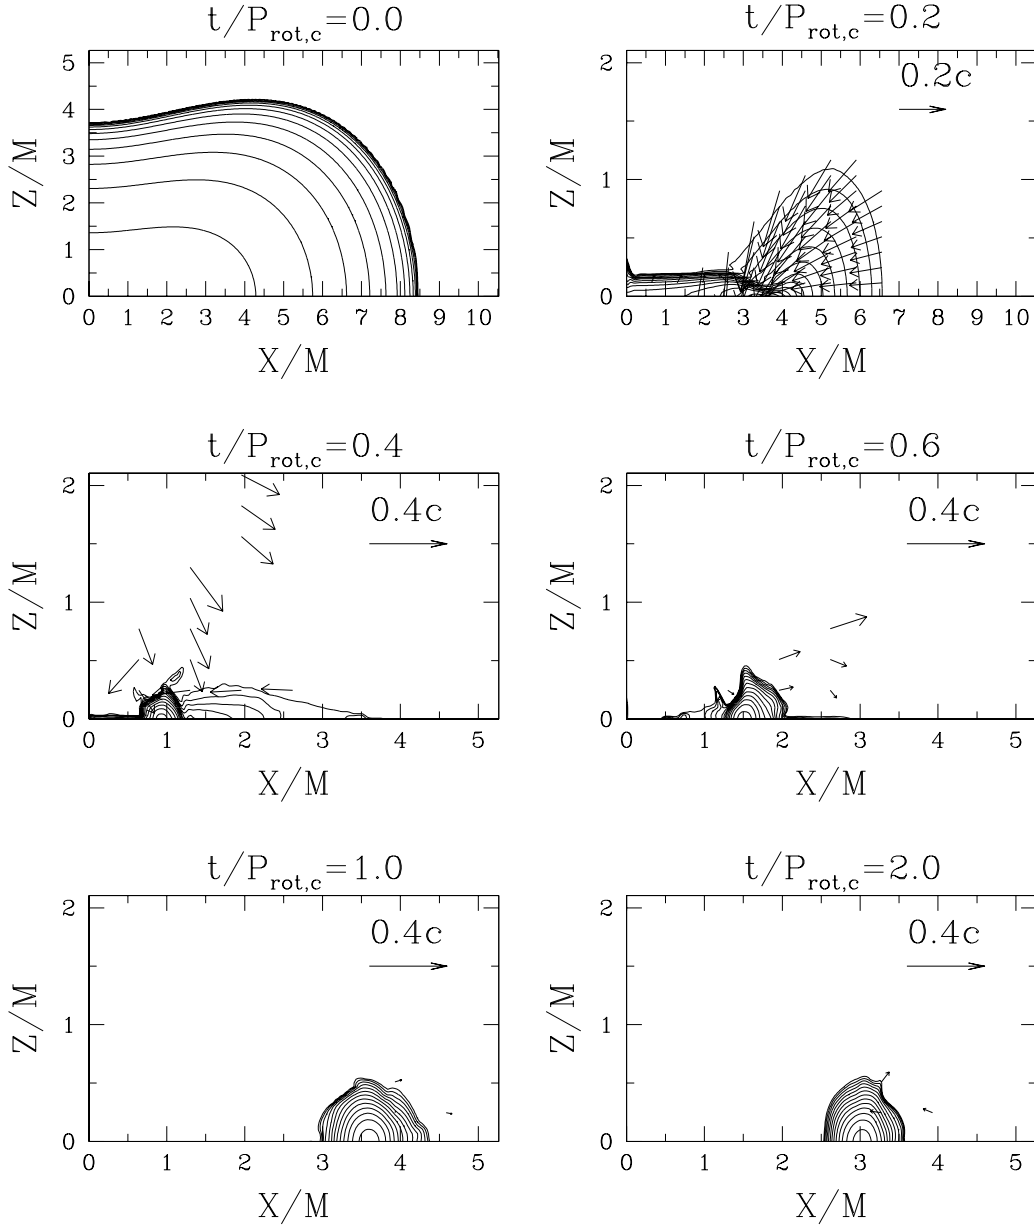 t/P_rot,c=0.0
t/P_rot,c=0.2
5
4
3
2
1
0
Z/M
0 1 2 3 4 5 6 7 8 9 10
X/M
0.2c
2
1
0
Z/M
0 1 2 3 4 5 6 7 8 9 10
X/M
t/P_rot,c=0.4
t/P_rot,c=0.6
0.4c
2
1
0
Z/M
0 1 2 3 4 5
X/M
0.4c
2
1
0
Z/M
0 1 2 3 4 5
X/M
t/P_rot,c=1.0
t/P_rot,c=2.0
0.4c
2
1
0
Z/M
0 1 2 3 4 5
X/M
0.4c
2
1
0
Z/M
0 1 2 3 4 5
X/M